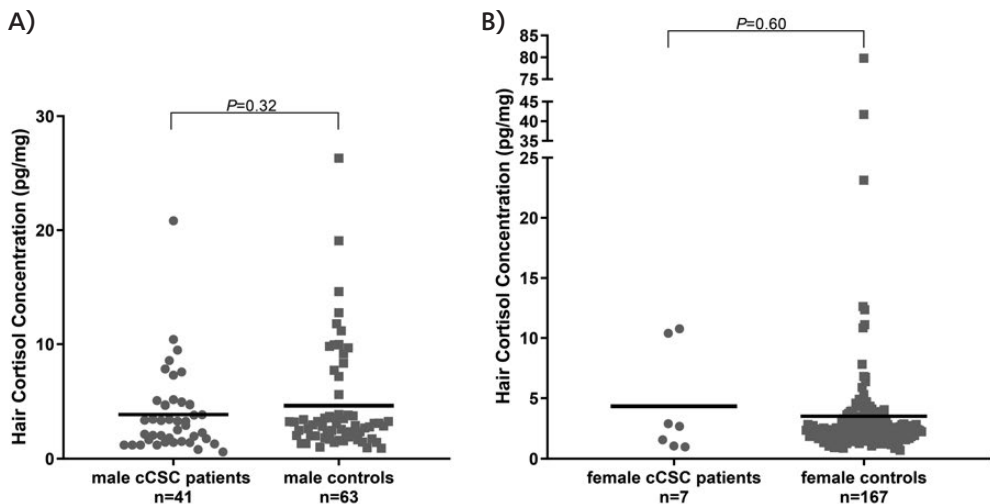 A)
P=0.32
Hair Cortisol Concentration (pg/mg)
30
20
10
0
male cCSC patients
n=41
male controls
n=63
B)
P=0.60
Hair Cortisol Concentration (pg/mg)
85
80
75
45
40
35
25
20
15
10
5
0
female cCSC patients
n=7
female controls
n=167